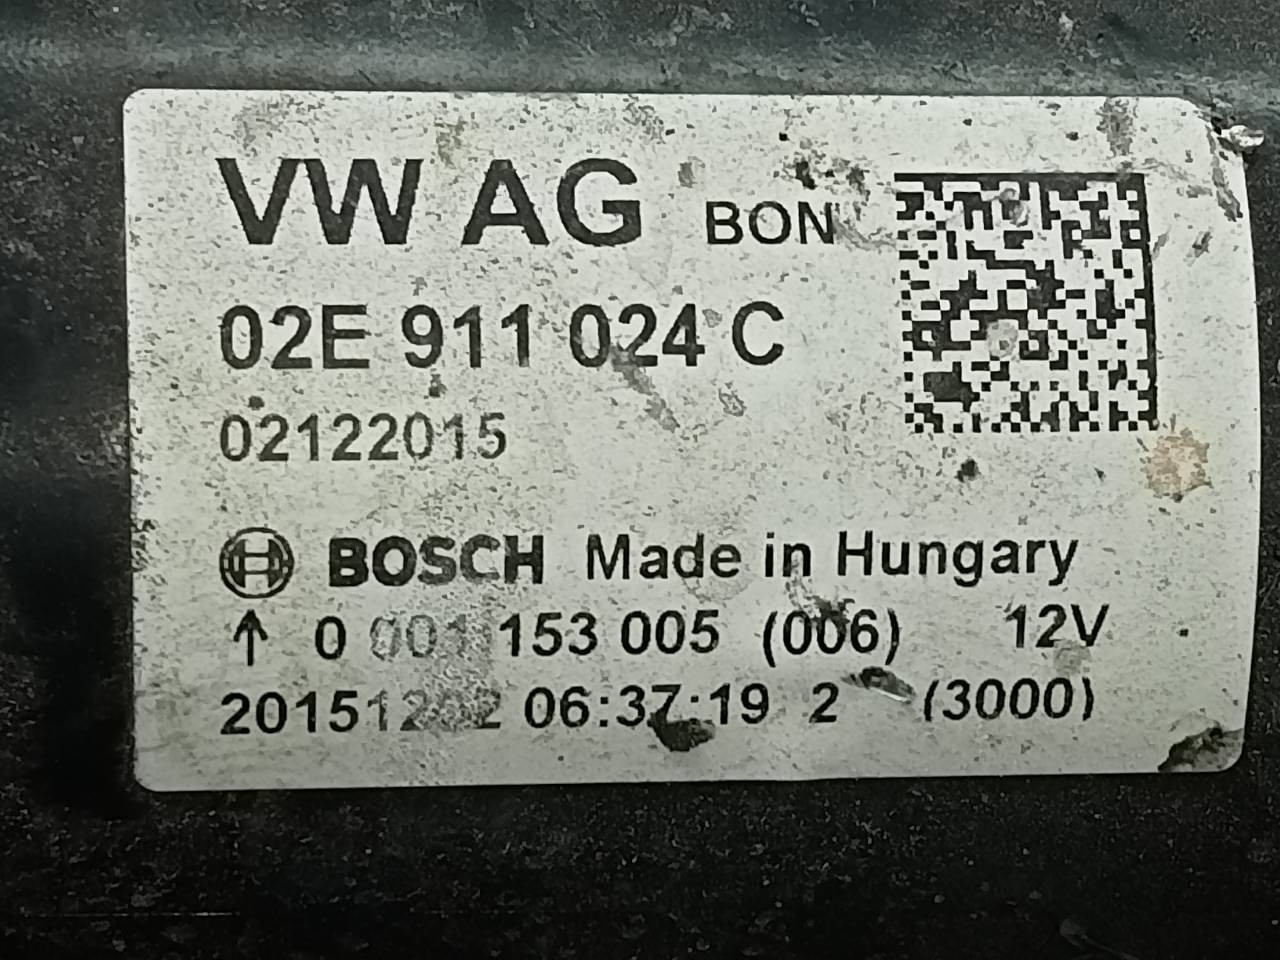 VW AG BON
02E 911 024 C
02122015
BOSCH Made in Hungary
↑ 0 001 153 005 (006) 12V
20151202 06:37:19 2 (3000)